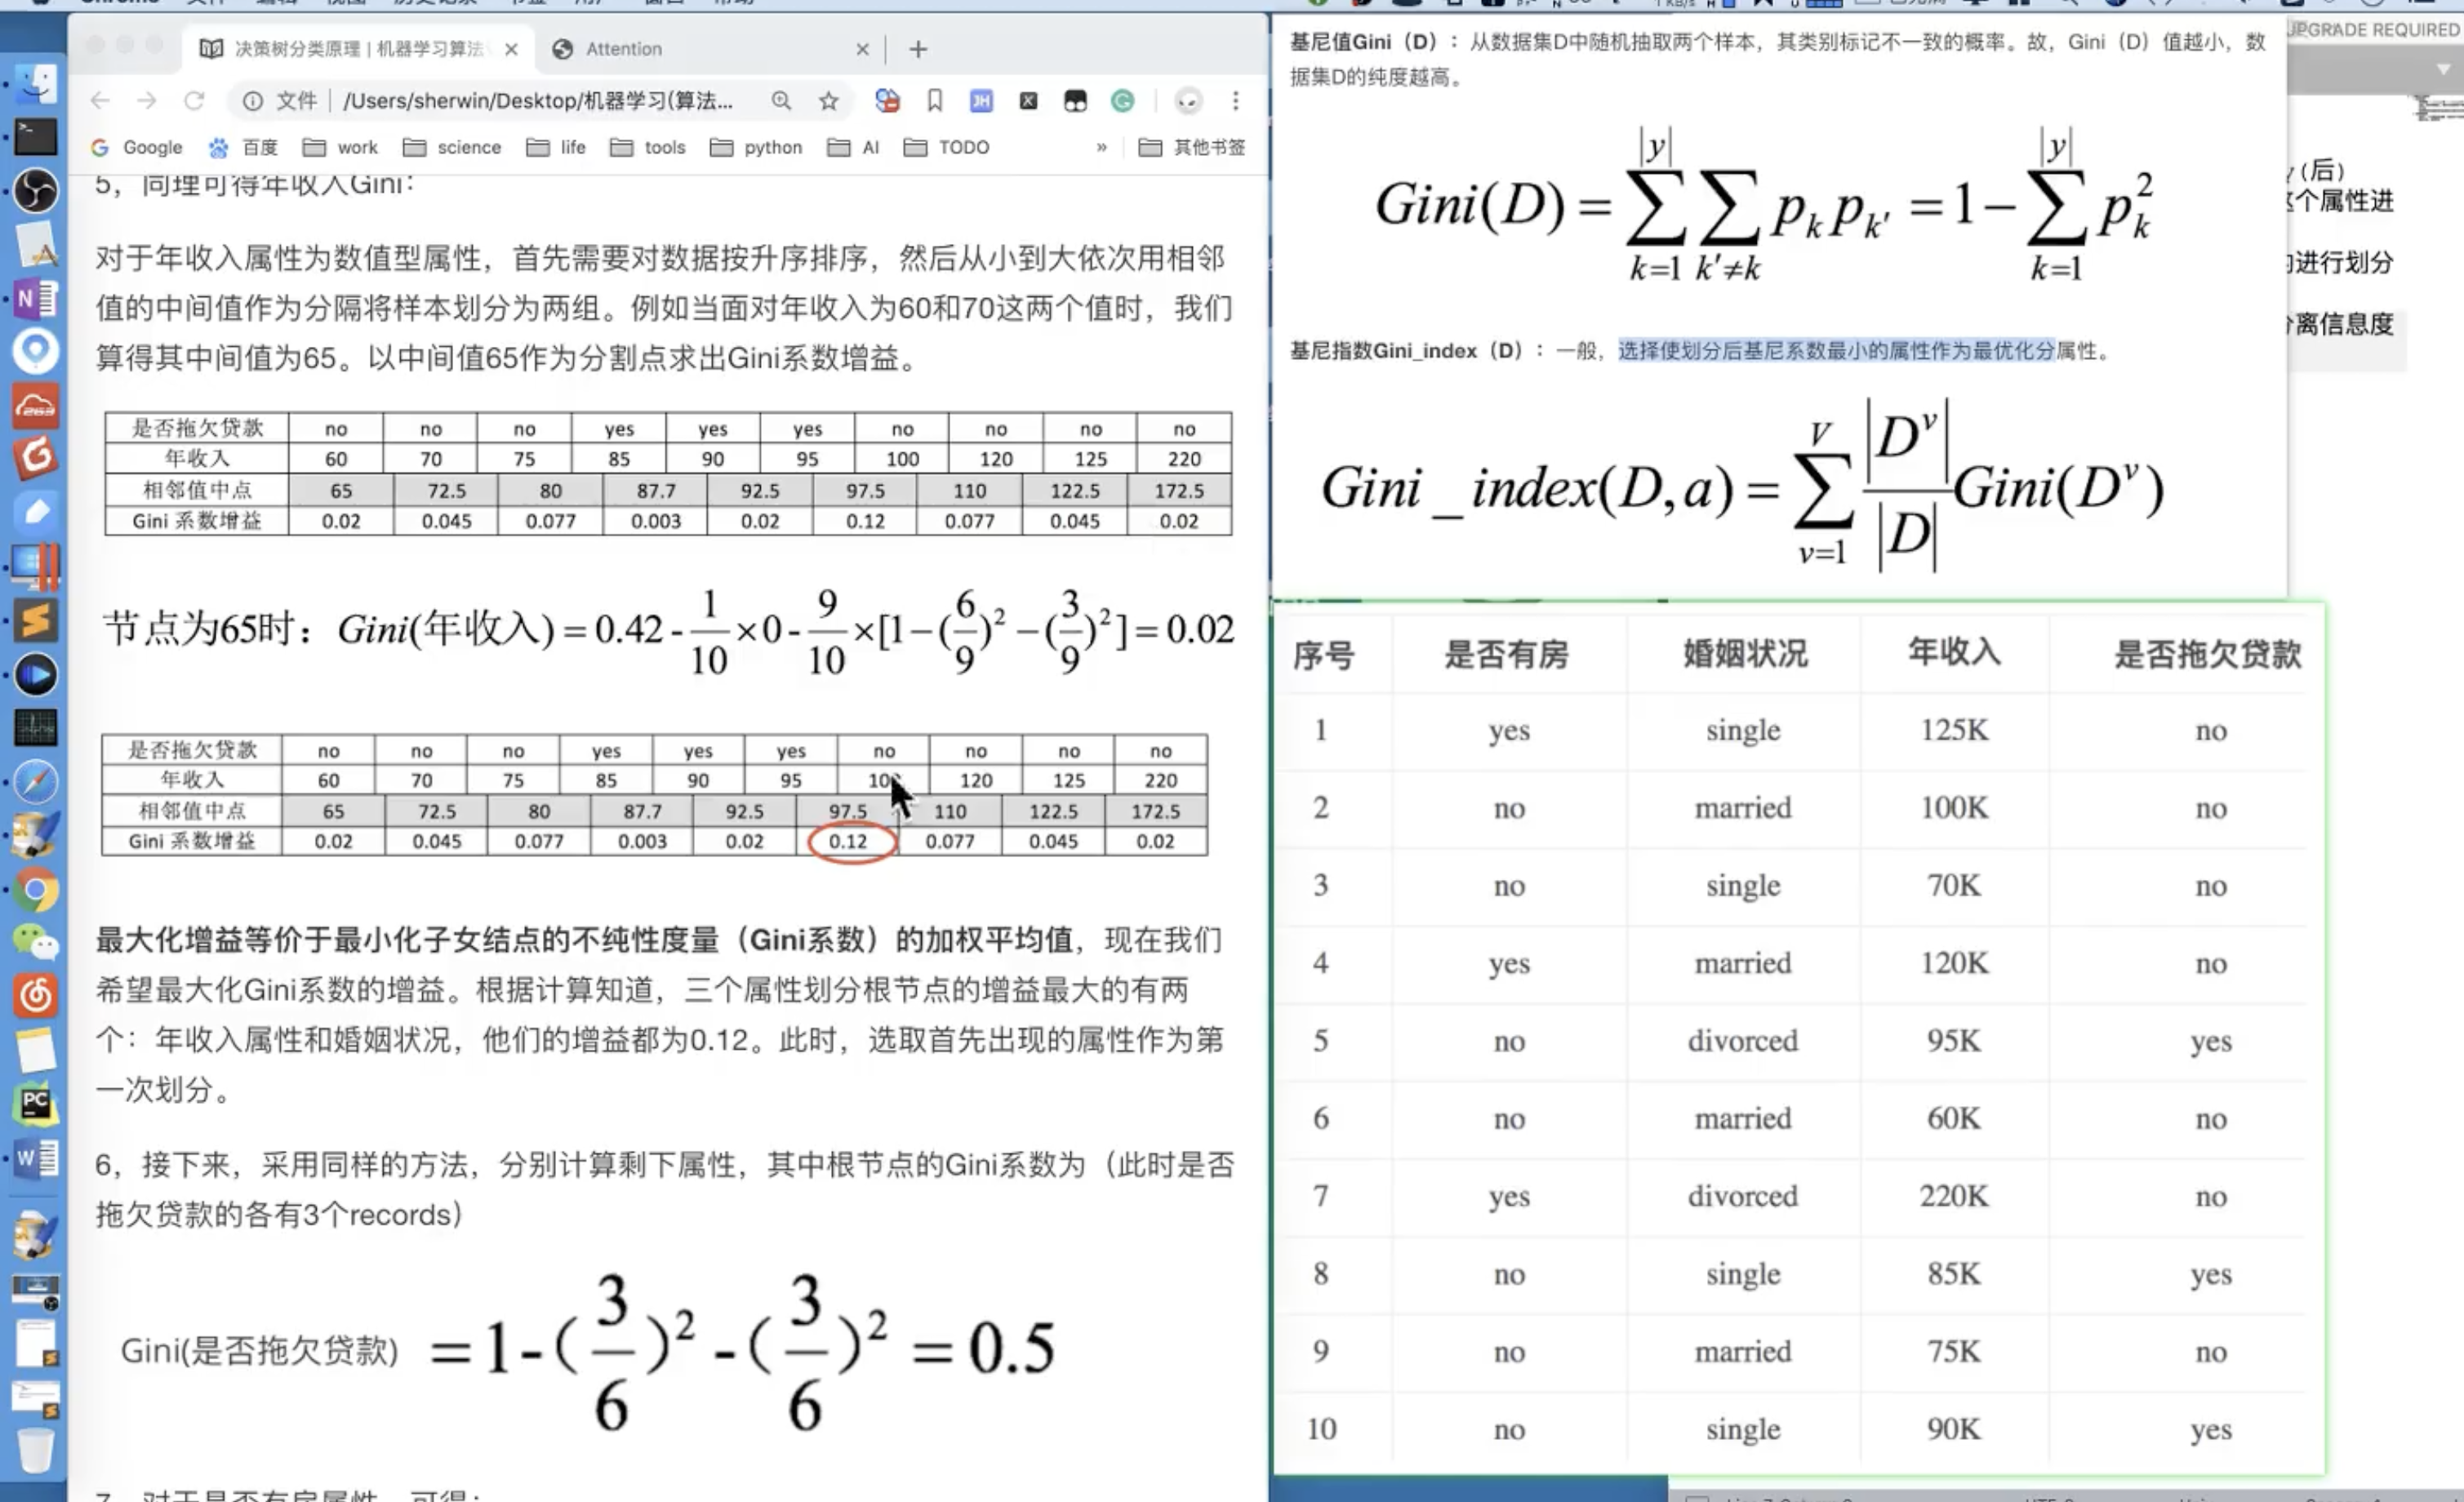 决策树分类原理 | 机器学习算法
Attention
文件 | /Users/sherwin/Desktop/机器学习(算法...
Google 百度 work science life tools python AI TODO » 其他书签
5，同理可得年收入Gini：
对于年收入属性为数值型属性，首先需要对数据按升序排序，然后从小到大依次用相邻
值的中间值作为分隔将样本划分为两组。例如当面对年收入为60和70这两个值时，我们
算得其中间值为65。以中间值65作为分割点求出Gini系数增益。
是否拖欠贷款 no no no yes yes yes no no no no
年收入 60 70 75 85 90 95 100 120 125 220
相邻值中点 65 72.5 80 87.7 92.5 97.5 110 122.5 172.5
Gini 系数增益 0.02 0.045 0.077 0.003 0.02 0.12 0.077 0.045 0.02
节点为65时：Gini(年收入) = 0.42 - 1/10 × 0 - 9/10 × [1 − (6/9)² − (3/9)²] = 0.02
是否拖欠贷款 no no no yes yes yes no no no no
年收入 60 70 75 85 90 95 100 120 125 220
相邻值中点 65 72.5 80 87.7 92.5 97.5 110 122.5 172.5
Gini 系数增益 0.02 0.045 0.077 0.003 0.02 0.12 0.077 0.045 0.02
最大化增益等价于最小化子女结点的不纯性度量（Gini系数）的加权平均值，现在我们
希望最大化Gini系数的增益。根据计算知道，三个属性划分根节点的增益最大的有两
个：年收入属性和婚姻状况，他们的增益都为0.12。此时，选取首先出现的属性作为第
一次划分。
6，接下来，采用同样的方法，分别计算剩下属性，其中根节点的Gini系数为（此时是否
拖欠贷款的各有3个records）
Gini(是否拖欠贷款) = 1 - (3/6)² - (3/6)² = 0.5
7，对于是否有房属性，可得：
基尼值Gini（D）：从数据集D中随机抽取两个样本，其类别标记不一致的概率。故，Gini（D）值越小，数
据集D的纯度越高。
Gini(D) = ∑_{k=1}^{|y|} ∑_{k′≠k} p_k p_{k′} = 1 − ∑_{k=1}^{|y|} p_k²
基尼指数Gini_index（D）：一般，选择使划分后基尼系数最小的属性作为最优化分属性。
Gini_index(D,a) = ∑_{v=1}^{V} |D^v|/|D| Gini(D^v)
序号 是否有房 婚姻状况 年收入 是否拖欠贷款
1 yes single 125K no
2 no married 100K no
3 no single 70K no
4 yes married 120K no
5 no divorced 95K yes
6 no married 60K no
7 yes divorced 220K no
8 no single 85K yes
9 no married 75K no
10 no single 90K yes
UPGRADE REQUIRED
（后）
个属性进
进行划分
离信息度